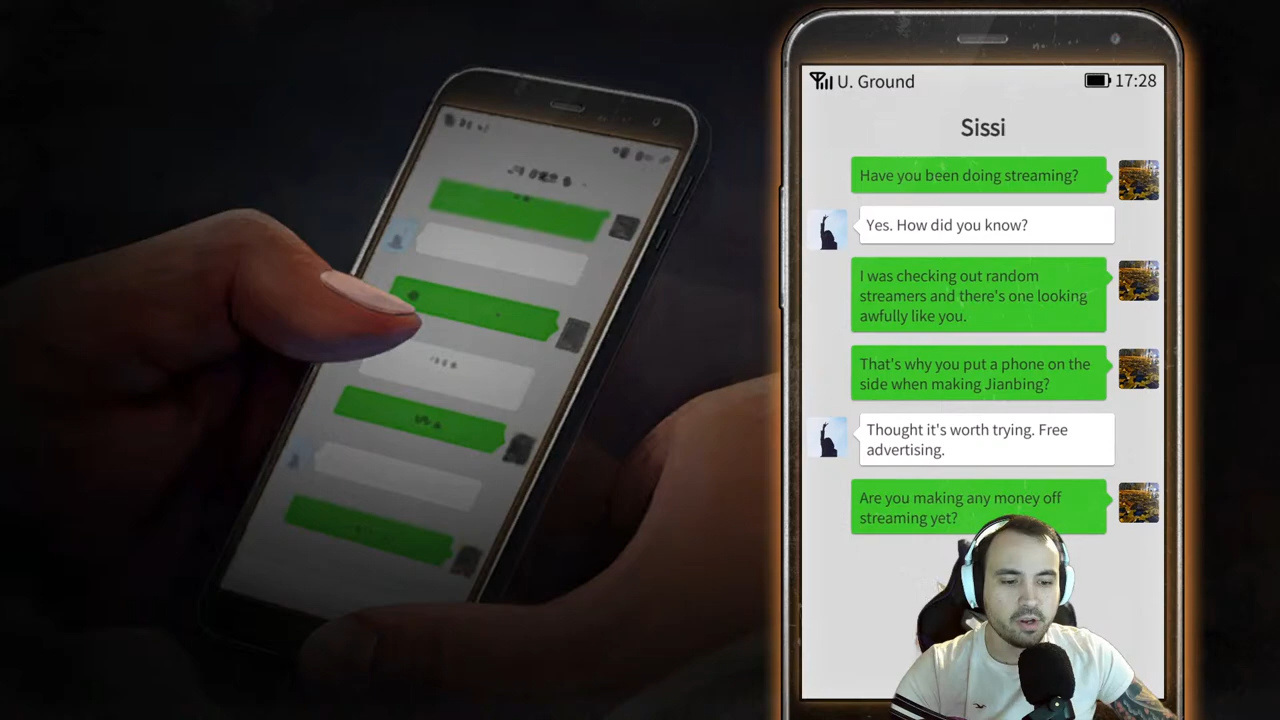 U. Ground 17:28
Sissi
Have you been doing streaming?
Yes. How did you know?
I was checking out random
streamers and there's one looking
awfully like you.
That's why you put a phone on the
side when making Jianbing?
Thought it's worth trying. Free
advertising.
Are you making any money off
streaming yet?